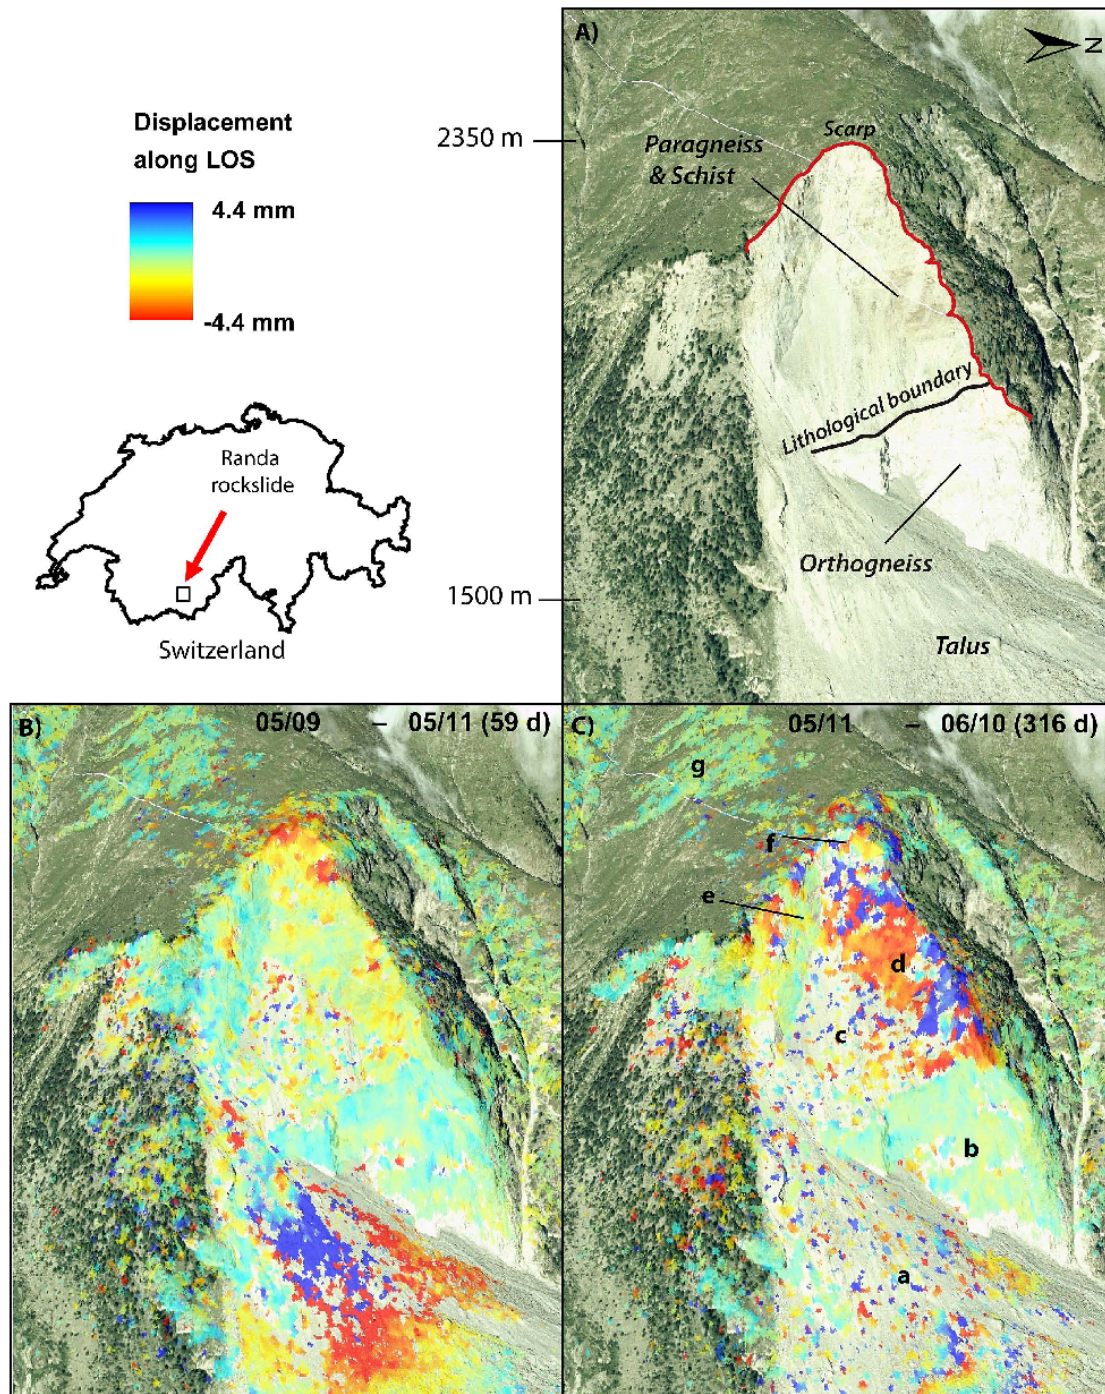 A)
N
Displacement
along LOS
4.4 mm
-4.4 mm
2350 m
Scarp
Paragneiss
& Schist
Lithological boundary
Randa
rockslide
Orthogneiss
1500 m
Switzerland
Talus
B)
05/09 – 05/11 (59 d)
C)
05/11 – 06/10 (316 d)
g
f
e
d
c
b
a